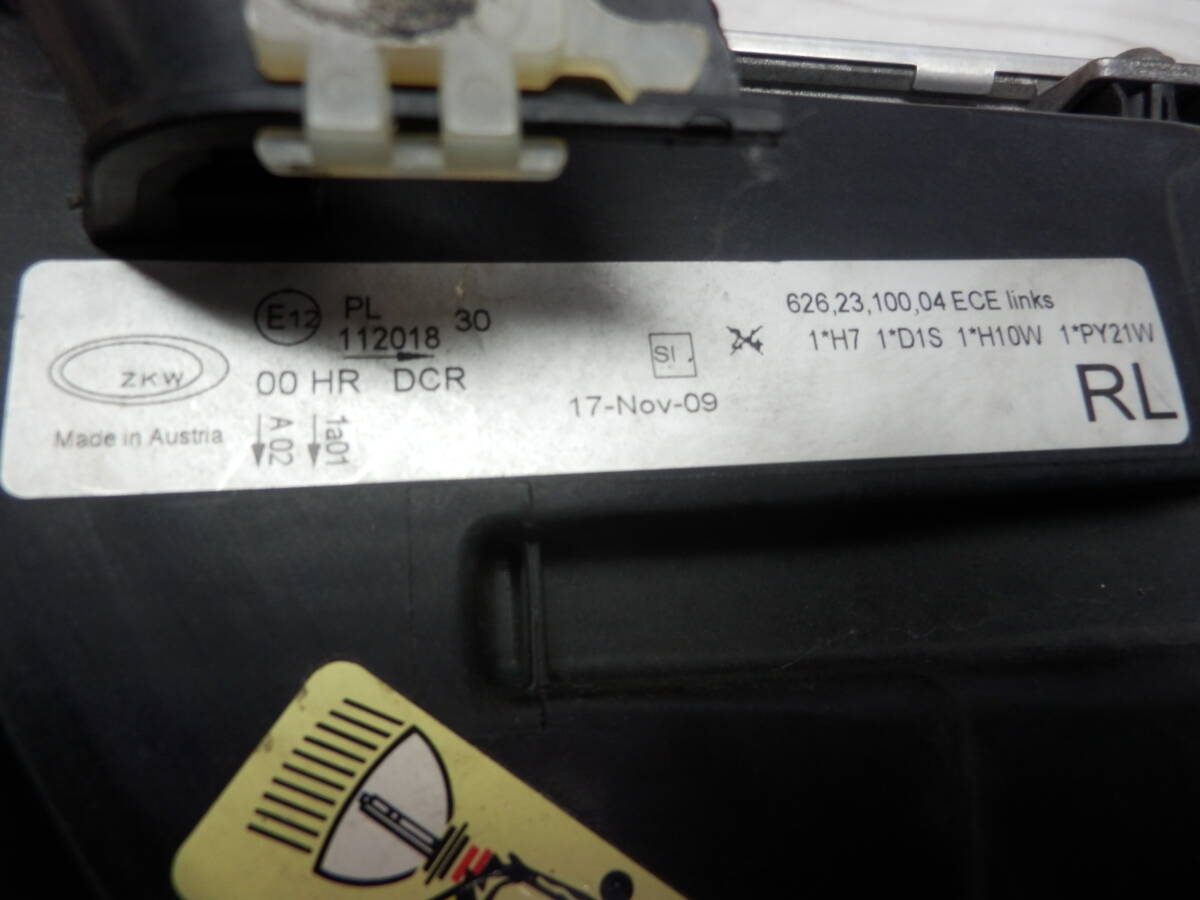 ZKW
Made in Austria
E12 PL 30
112018
00 HR DCR
A 02
1a01
SI
17-Nov-09
626,23,100,04 ECE links
1*H7 1*D1S 1*H10W 1*PY21W
RL